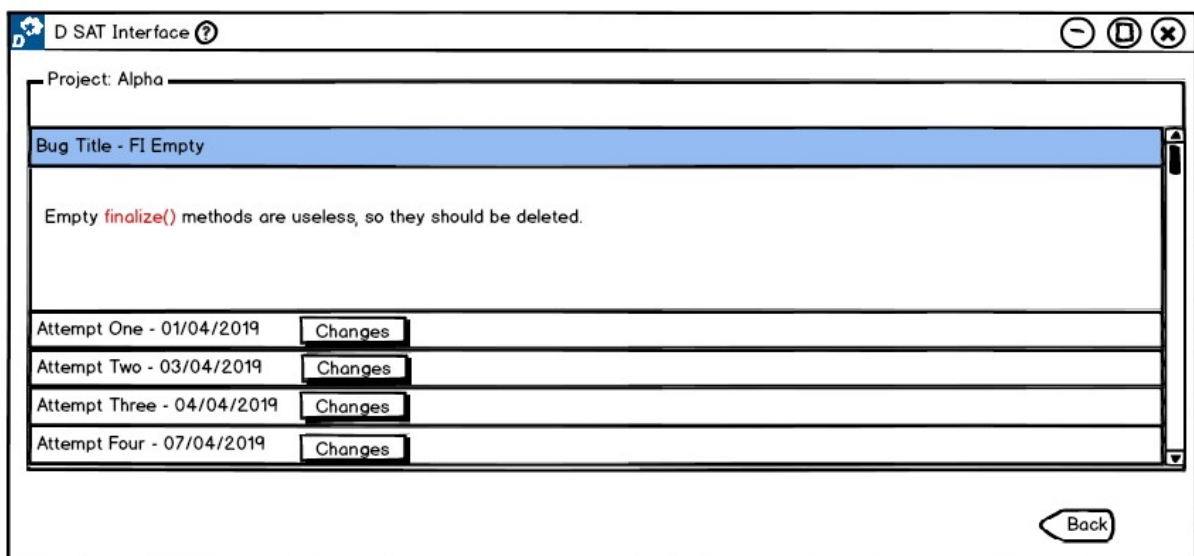 D
D SAT Interface ?
Project: Alpha
Bug Title - FI Empty
Empty finalize() methods are useless, so they should be deleted.
Attempt One - 01/04/2019 Changes
Attempt Two - 03/04/2019 Changes
Attempt Three - 04/04/2019 Changes
Attempt Four - 07/04/2019 Changes
Back